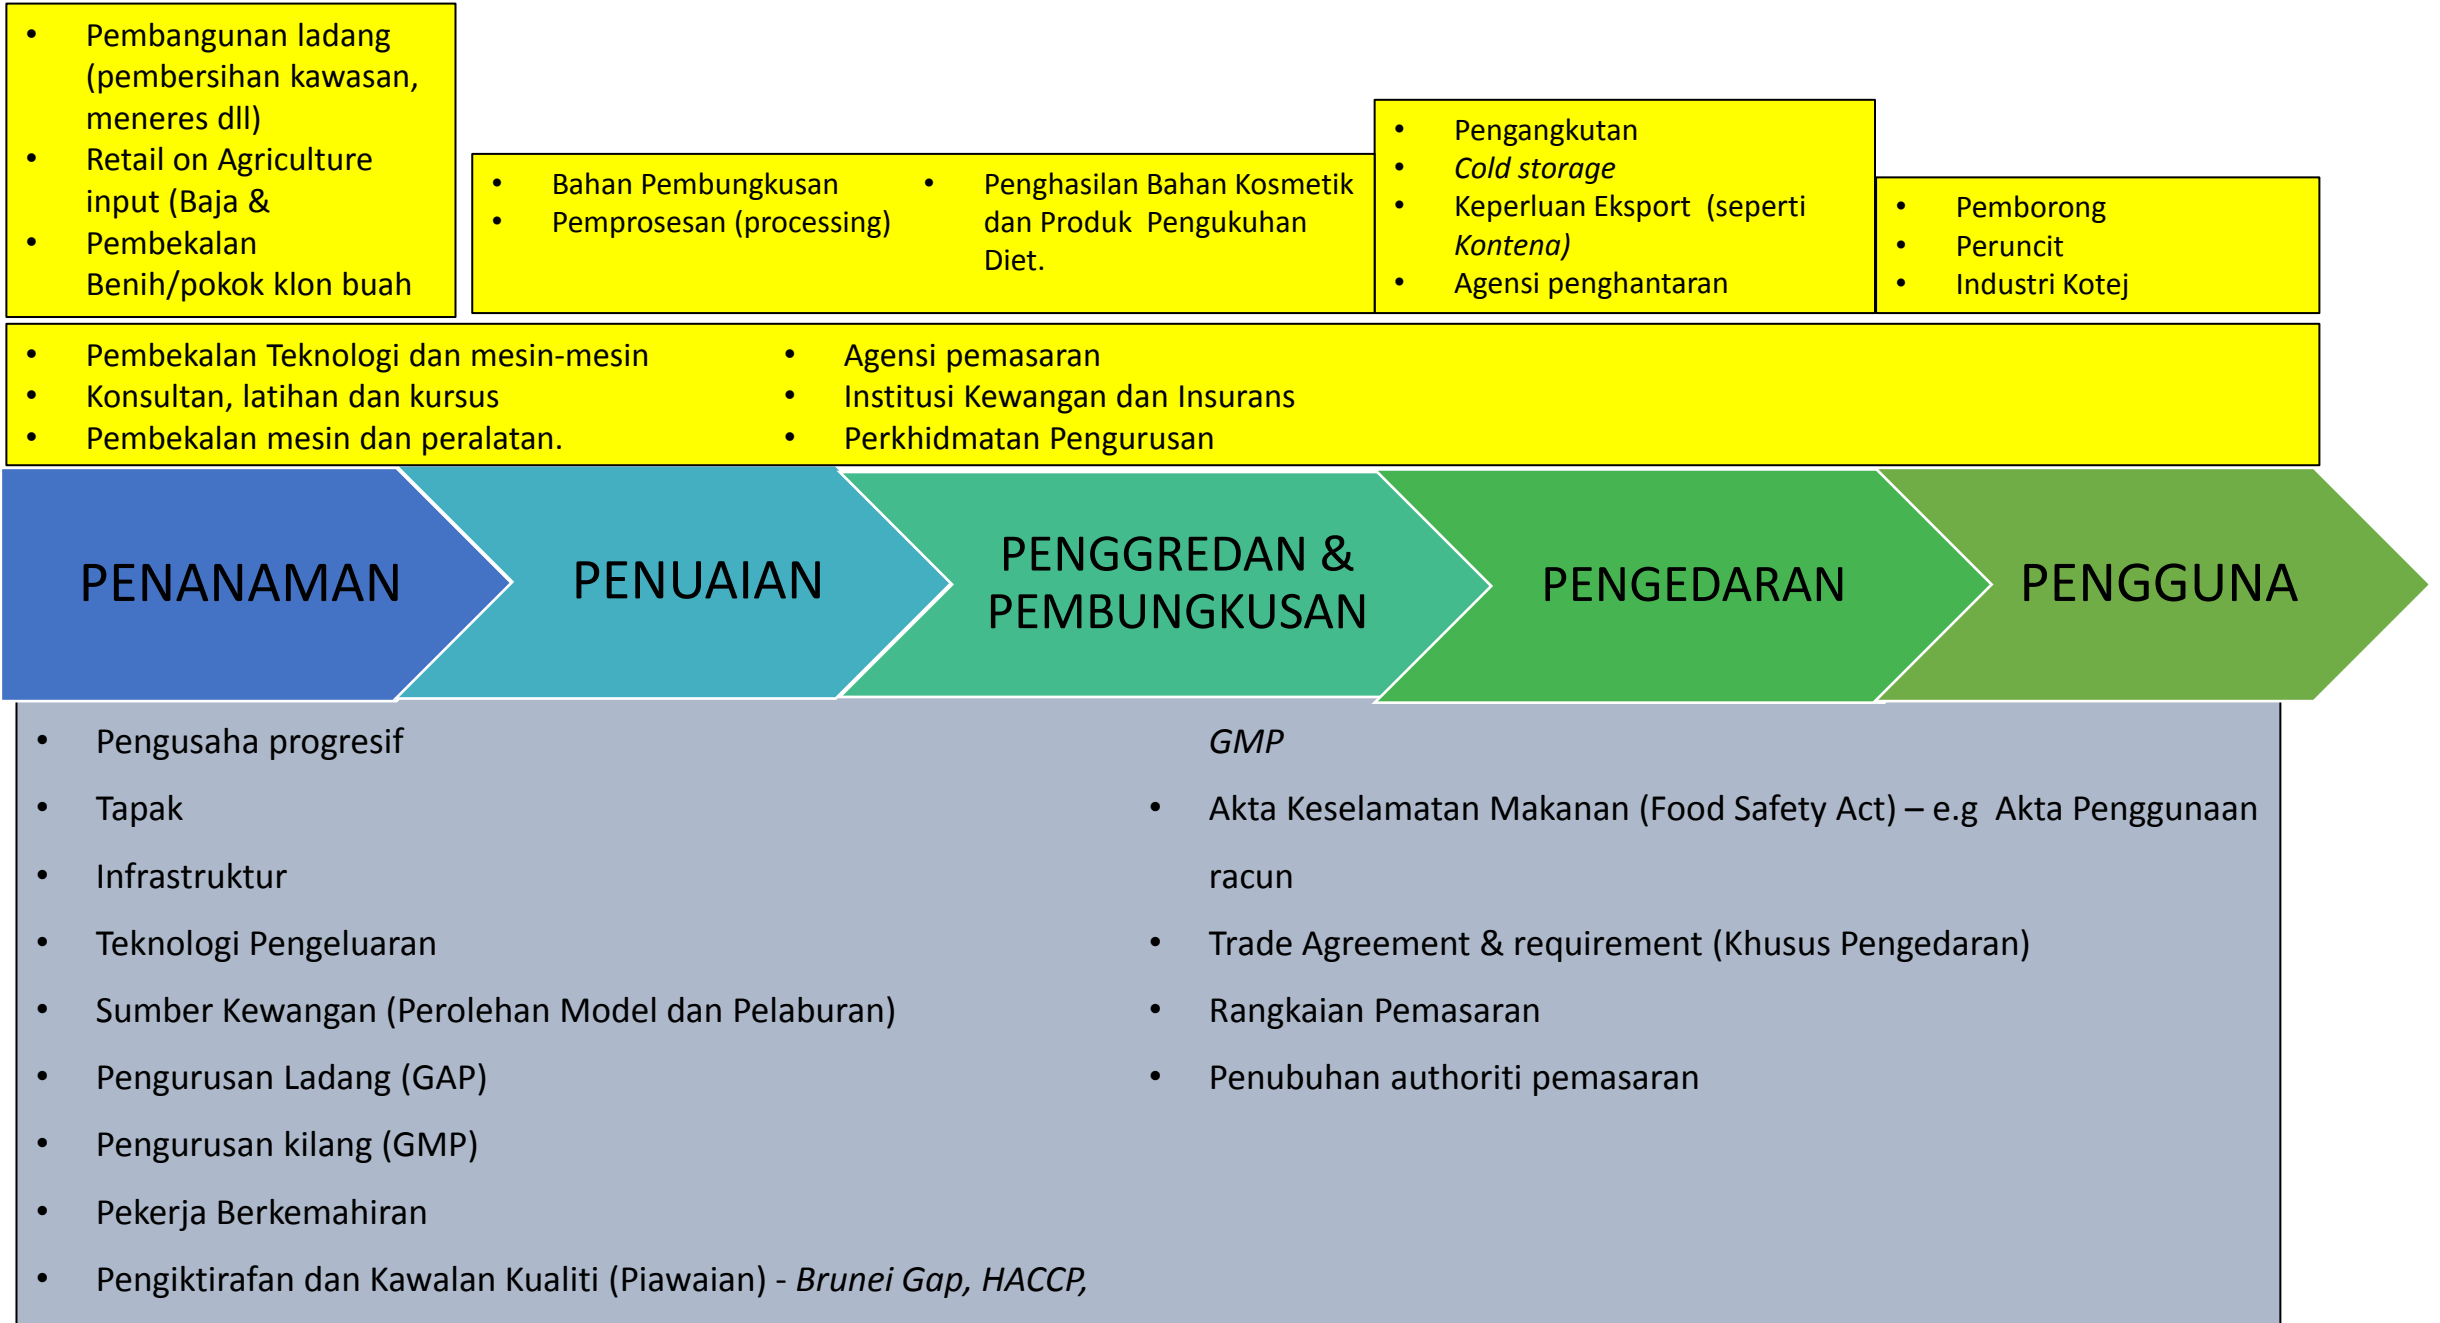 • Pembangunan ladang
(pembersihan kawasan,
meneres dll)
• Retail on Agriculture
input (Baja &
• Pembekalan
Benih/pokok klon buah
• Bahan Pembungkusan
• Pemprosesan (processing)
• Penghasilan Bahan Kosmetik
dan Produk Pengukuhan
Diet.
• Pengangkutan
• Cold storage
• Keperluan Eksport (seperti
Kontena)
• Agensi penghantaran
• Pemborong
• Peruncit
• Industri Kotej
• Pembekalan Teknologi dan mesin-mesin
• Konsultan, latihan dan kursus
• Pembekalan mesin dan peralatan.
• Agensi pemasaran
• Institusi Kewangan dan Insurans
• Perkhidmatan Pengurusan
PENANAMAN
PENUAIAN
PENGGREDAN &
PEMBUNGKUSAN
PENGEDARAN
PENGGUNA
• Pengusaha progresif
• Tapak
• Infrastruktur
• Teknologi Pengeluaran
• Sumber Kewangan (Perolehan Model dan Pelaburan)
• Pengurusan Ladang (GAP)
• Pengurusan kilang (GMP)
• Pekerja Berkemahiran
• Pengiktirafan dan Kawalan Kualiti (Piawaian) - Brunei Gap, HACCP,
GMP
• Akta Keselamatan Makanan (Food Safety Act) – e.g Akta Penggunaan
racun
• Trade Agreement & requirement (Khusus Pengedaran)
• Rangkaian Pemasaran
• Penubuhan authoriti pemasaran